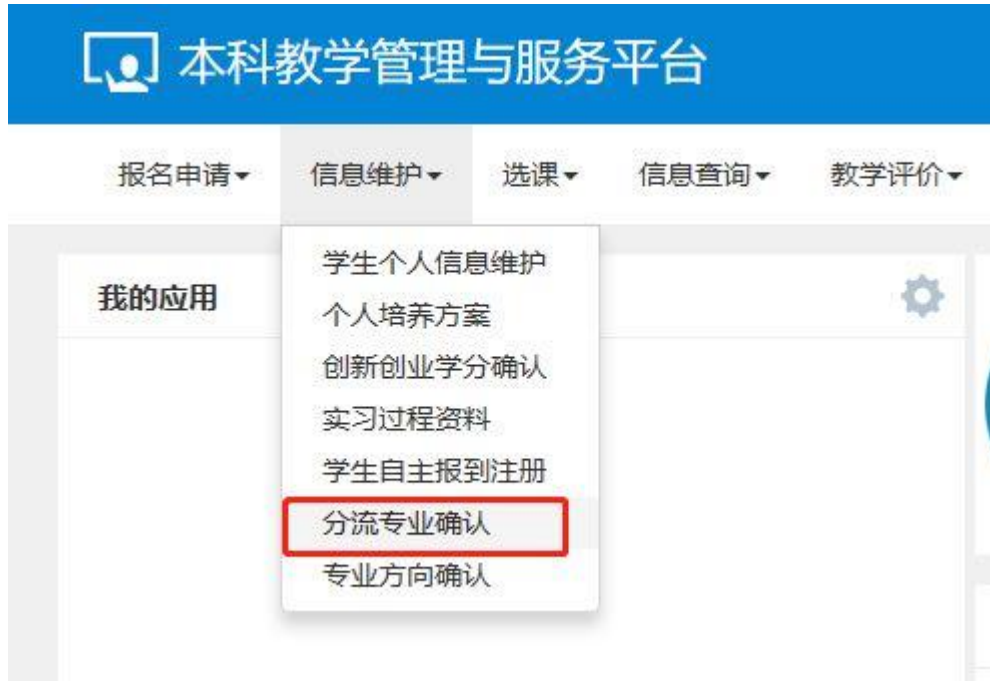 本科教学管理与服务平台
报名申请 信息维护 选课 信息查询 教学评价
学生个人信息维护
我的应用
个人培养方案
创新创业学分确认
实习过程资料
学生自主报到注册
分流专业确认
专业方向确认